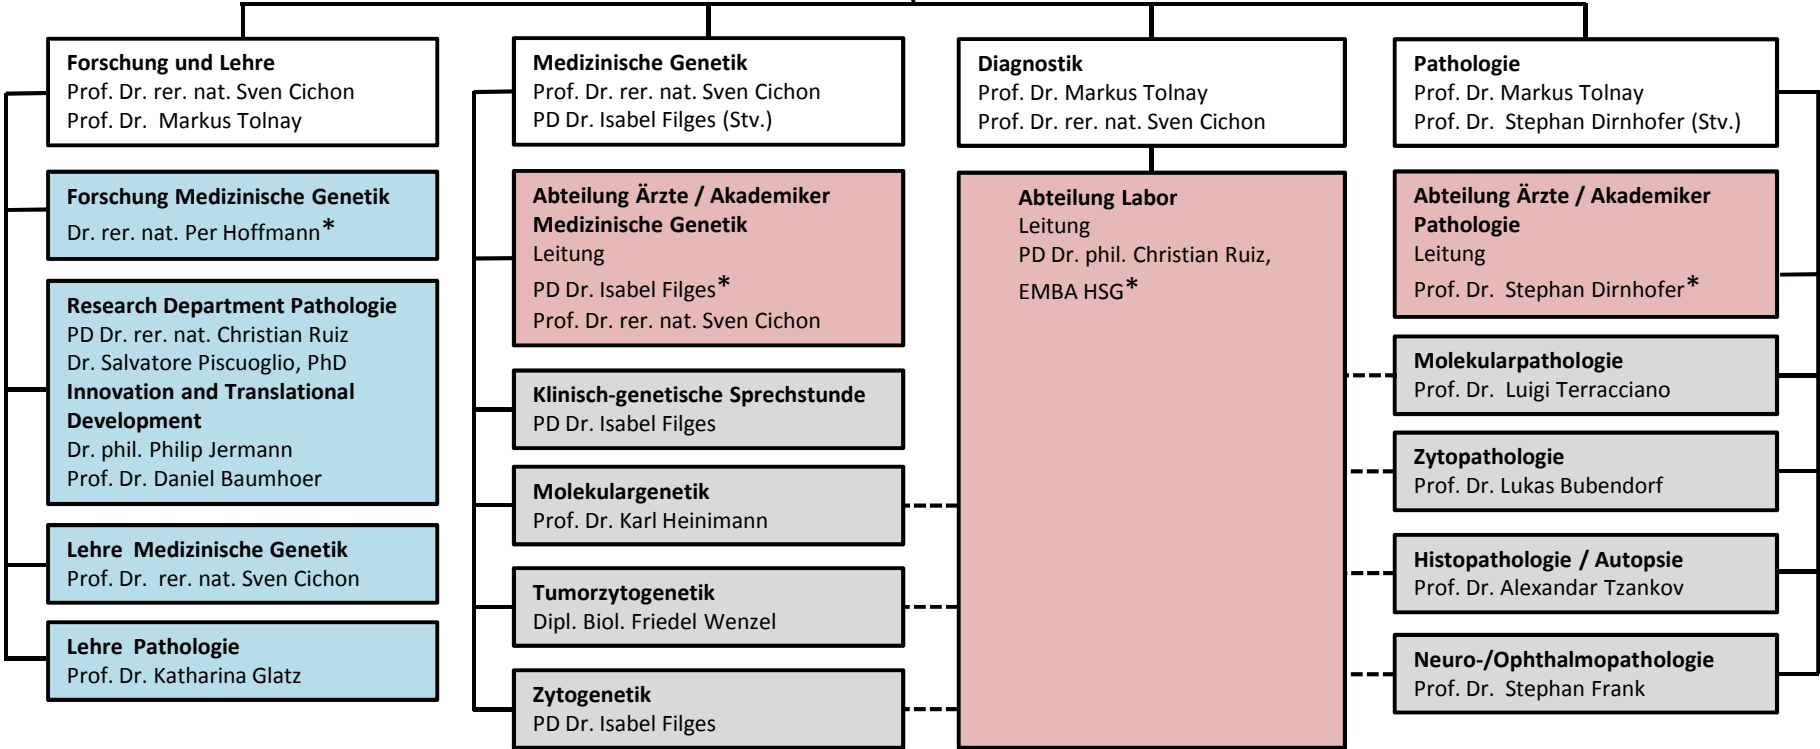 Forschung und Lehre
Prof. Dr. rer. nat. Sven Cichon
Prof. Dr. Markus Tolnay
Forschung Medizinische Genetik
Dr. rer. nat. Per Hoffmann*
Research Department Pathologie
PD Dr. rer. nat. Christian Ruiz
Dr. Salvatore Piscuoglio, PhD
Innovation and Translational
Development
Dr. phil. Philip Jermann
Prof. Dr. Daniel Baumhoer
Lehre Medizinische Genetik
Prof. Dr. rer. nat. Sven Cichon
Lehre Pathologie
Prof. Dr. Katharina Glatz
Medizinische Genetik
Prof. Dr. rer. nat. Sven Cichon
PD Dr. Isabel Filges (Stv.)
Abteilung Ärzte / Akademiker
Medizinische Genetik
Leitung
PD Dr. Isabel Filges*
Prof. Dr. rer. nat. Sven Cichon
Klinisch-genetische Sprechstunde
PD Dr. Isabel Filges
Molekulargenetik
Prof. Dr. Karl Heinimann
Tumorzytogenetik
Dipl. Biol. Friedel Wenzel
Zytogenetik
PD Dr. Isabel Filges
Diagnostik
Prof. Dr. Markus Tolnay
Prof. Dr. rer. nat. Sven Cichon
Abteilung Labor
Leitung
PD Dr. phil. Christian Ruiz,
EMBA HSG*
Pathologie
Prof. Dr. Markus Tolnay
Prof. Dr. Stephan Dirnhofer (Stv.)
Abteilung Ärzte / Akademiker
Pathologie
Leitung
Prof. Dr. Stephan Dirnhofer*
Molekularpathologie
Prof. Dr. Luigi Terracciano
Zytopathologie
Prof. Dr. Lukas Bubendorf
Histopathologie / Autopsie
Prof. Dr. Alexandar Tzankov
Neuro-/Ophthalmopathologie
Prof. Dr. Stephan Frank